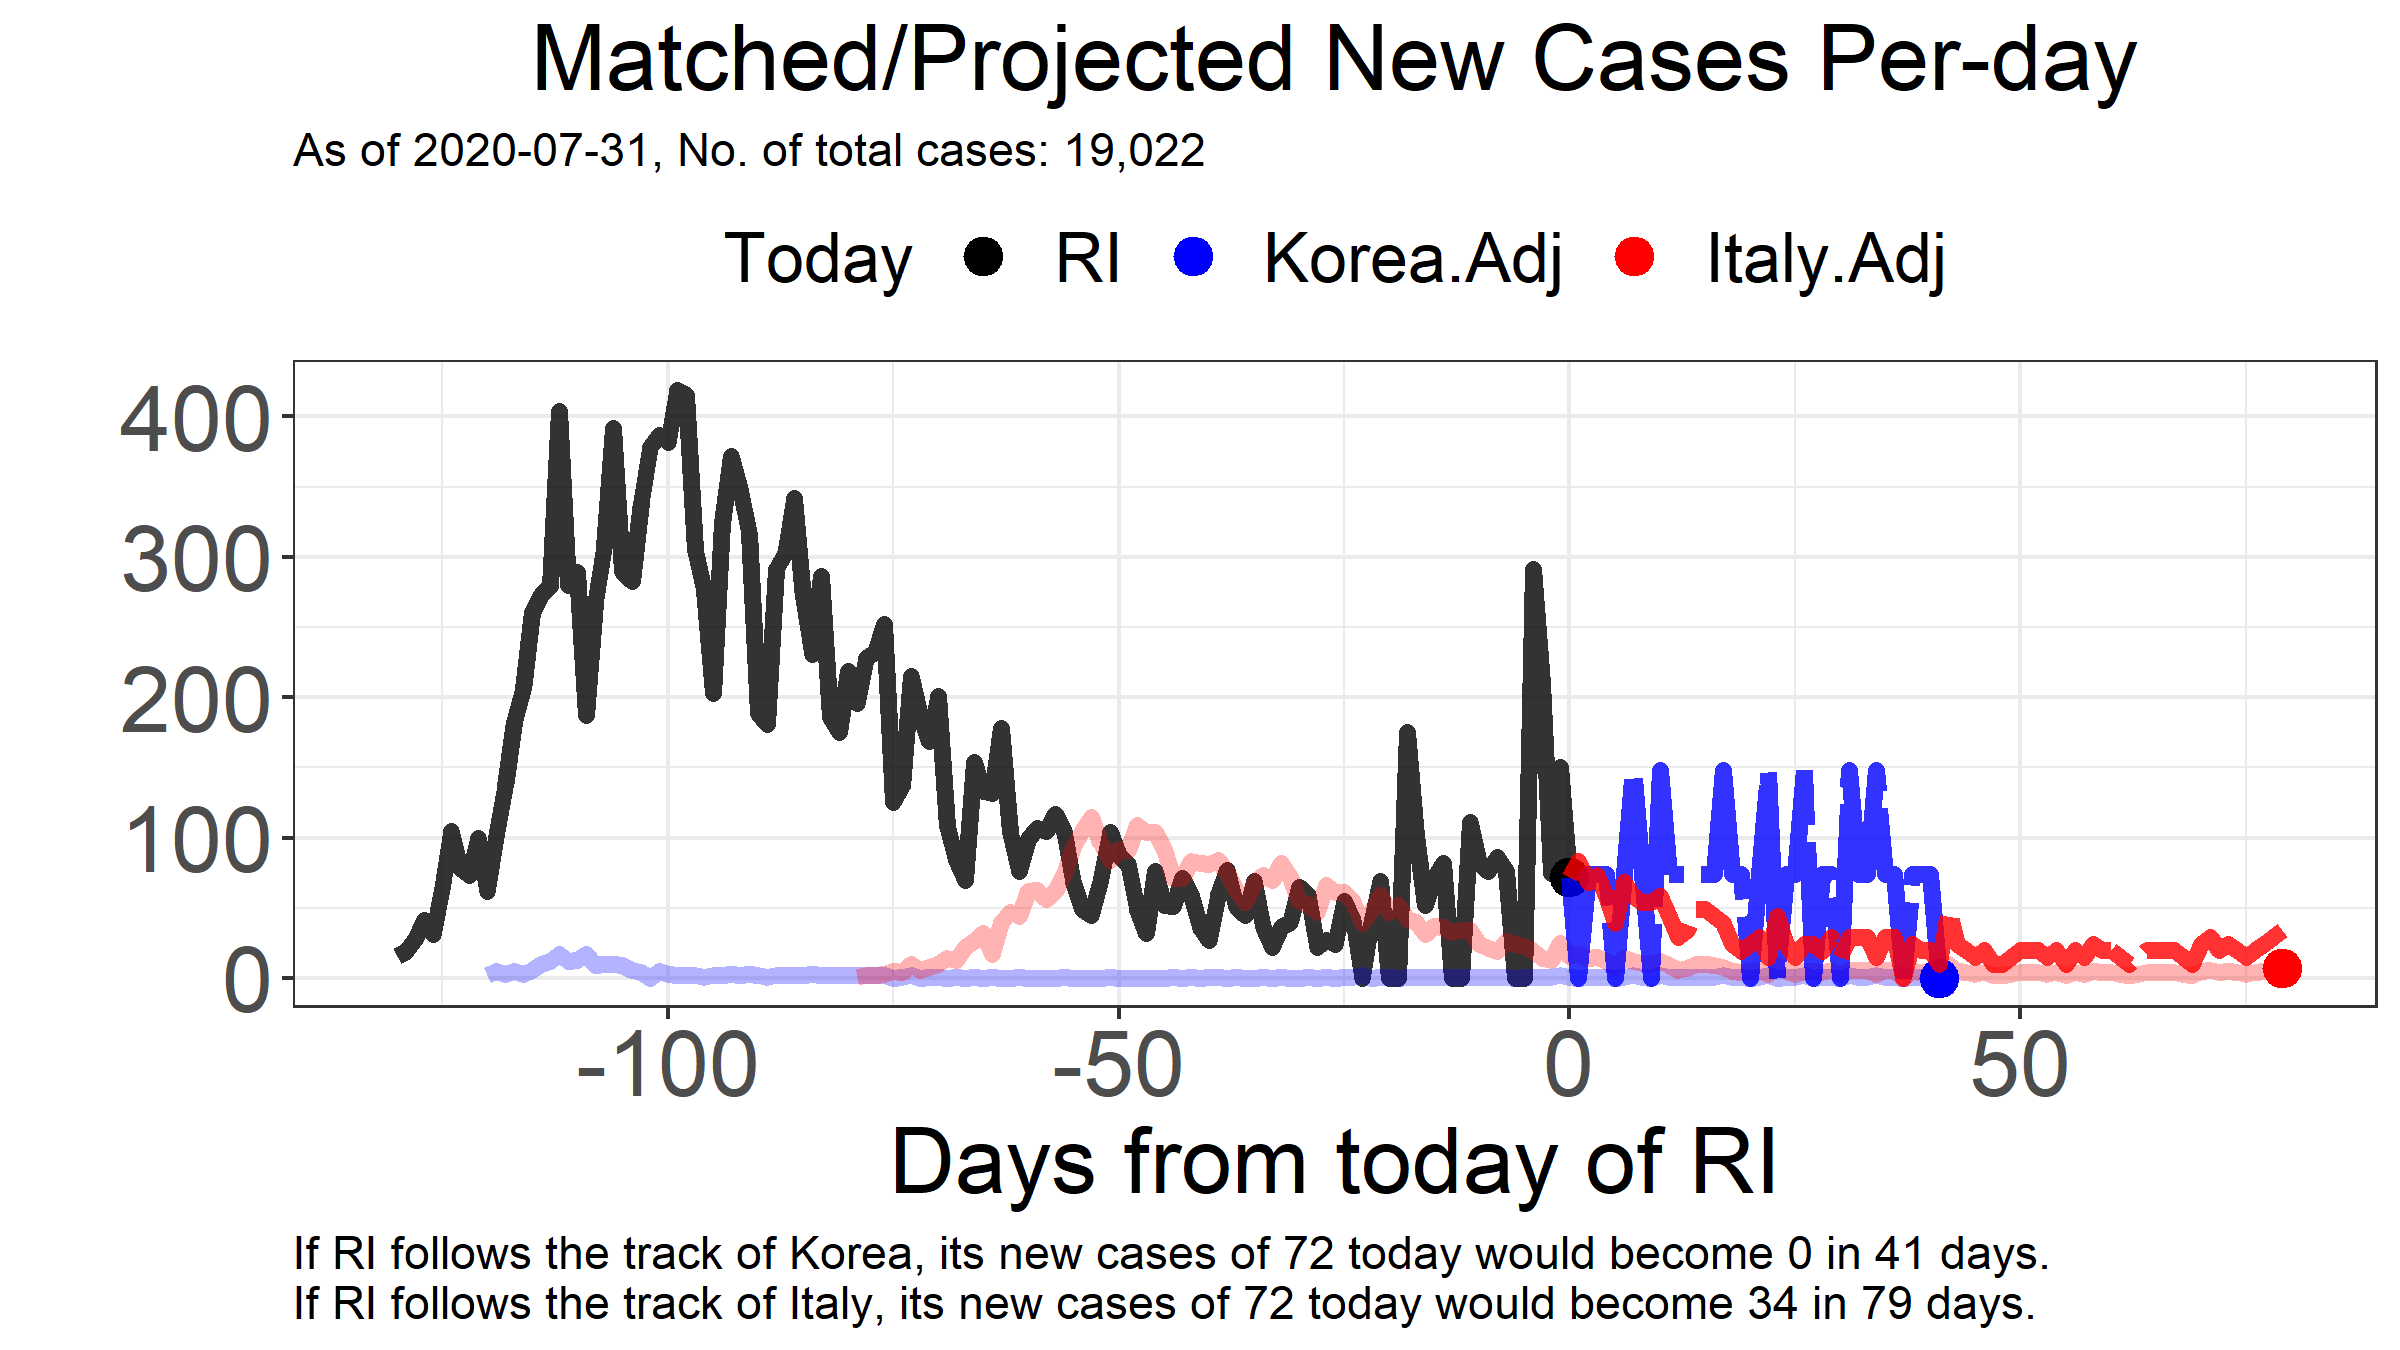 Matched/Projected New Cases Per-day
As of 2020-07-31, No. of total cases: 19,022
Today RI Korea.Adj Italy.Adj
400
300
200
100
0
-100 -50 0 50
Days from today of RI
If RI follows the track of Korea, its new cases of 72 today would become 0 in 41 days.
If RI follows the track of Italy, its new cases of 72 today would become 34 in 79 days.